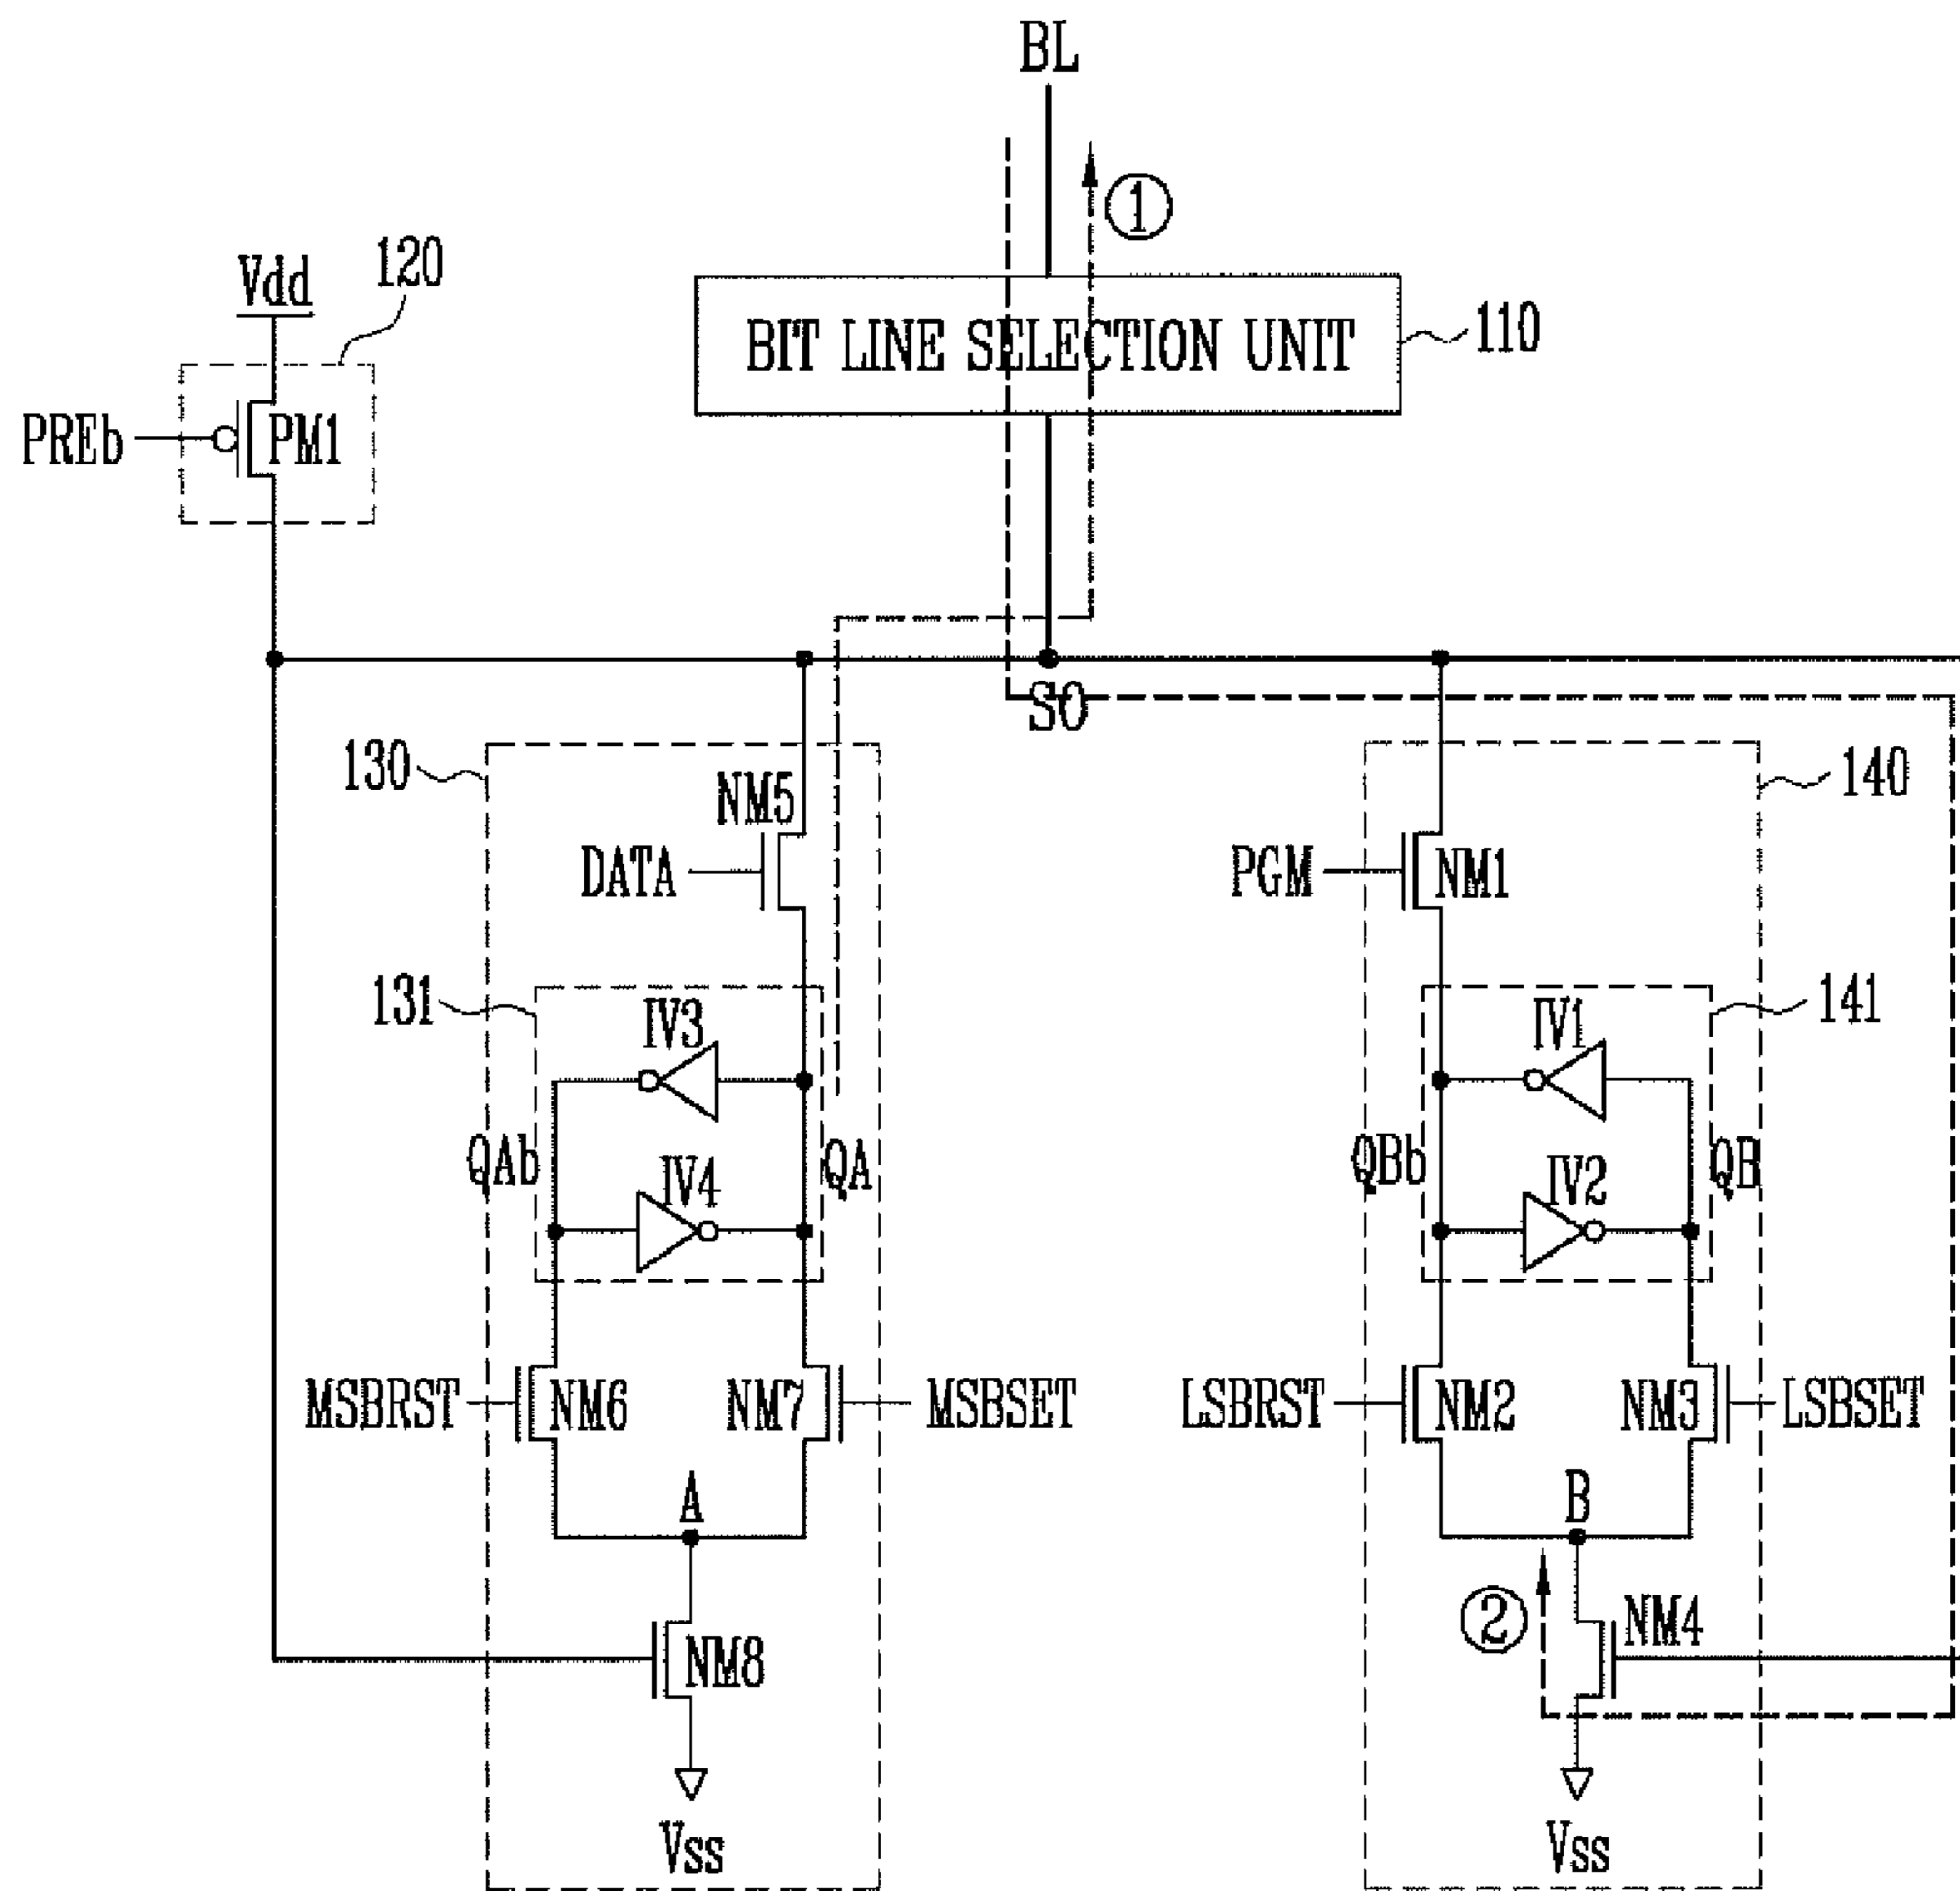 BL
①
120
Vdd
BIT LINE SELECTION UNIT
110
PREb
PM1
SO
130
140
NM5
DATA
PGM
NM1
131
IV3
IV1
141
QAb
QA
QBb
QB
IV4
IV2
MSBRST
NM6
NM7
MSBSET
LSBRST
NM2
NM3
LSBSET
A
B
②
NM4
NM8
Vss
Vss